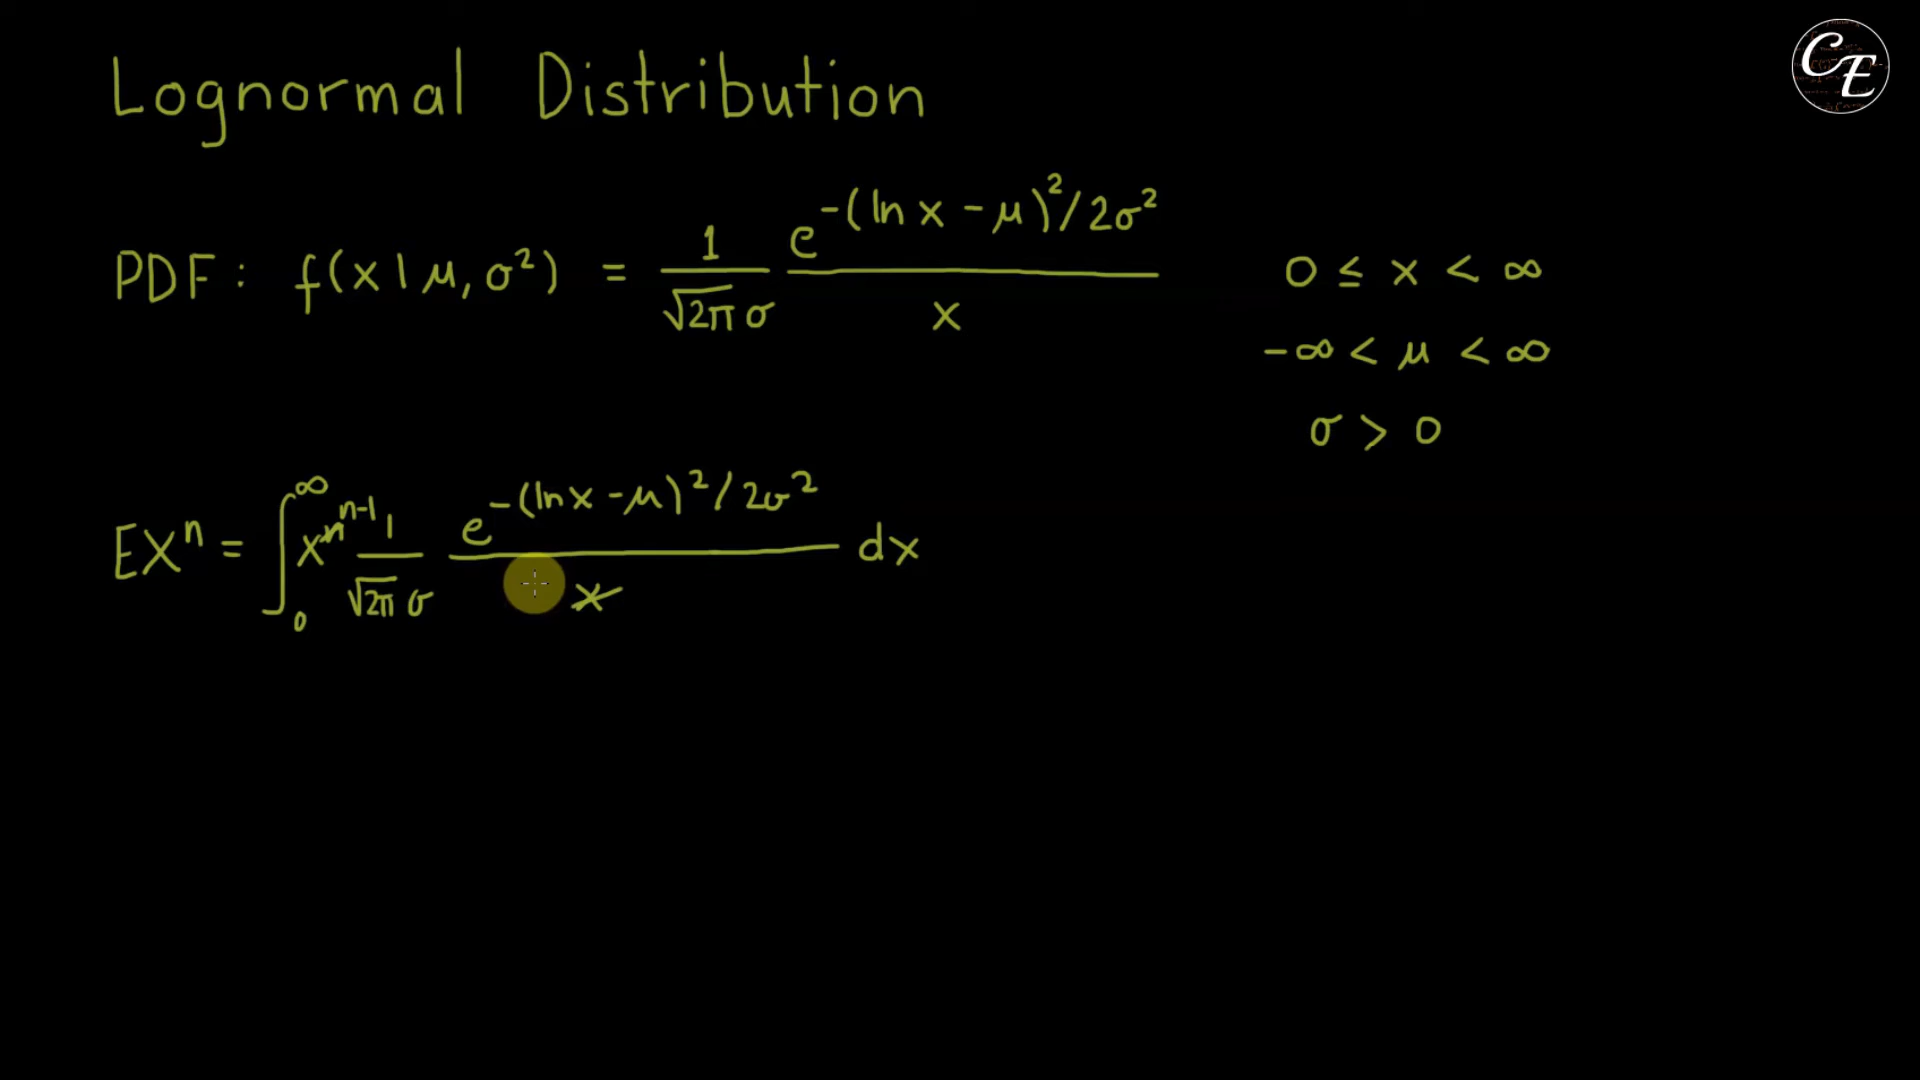 CE
Lognormal Distribution
PDF: f(x|μ, σ²) = 1/(√2π σ) e^(-(ln x - μ)²/2σ²)/x
0 ≤ x < ∞
-∞ < μ < ∞
σ > 0
EXⁿ = ∫₀^∞ x^n n-1 1/(√2π σ) e^(-(ln x - μ)²/2σ²)/x dx